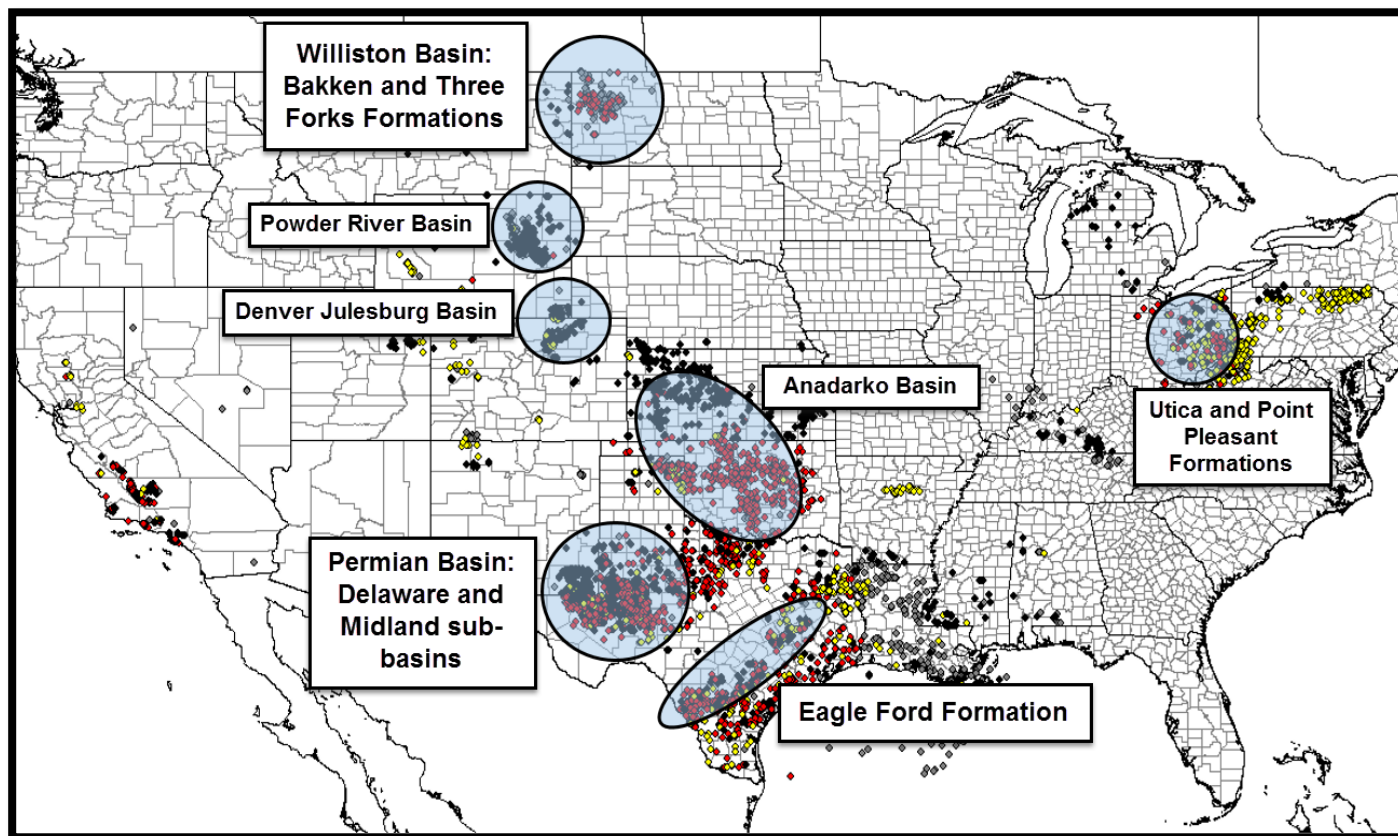 Williston Basin:
Bakken and Three
Forks Formations
Powder River Basin
Denver Julesburg Basin
Anadarko Basin
Utica and Point
Pleasant
Formations
Permian Basin:
Delaware and
Midland sub-
basins
Eagle Ford Formation